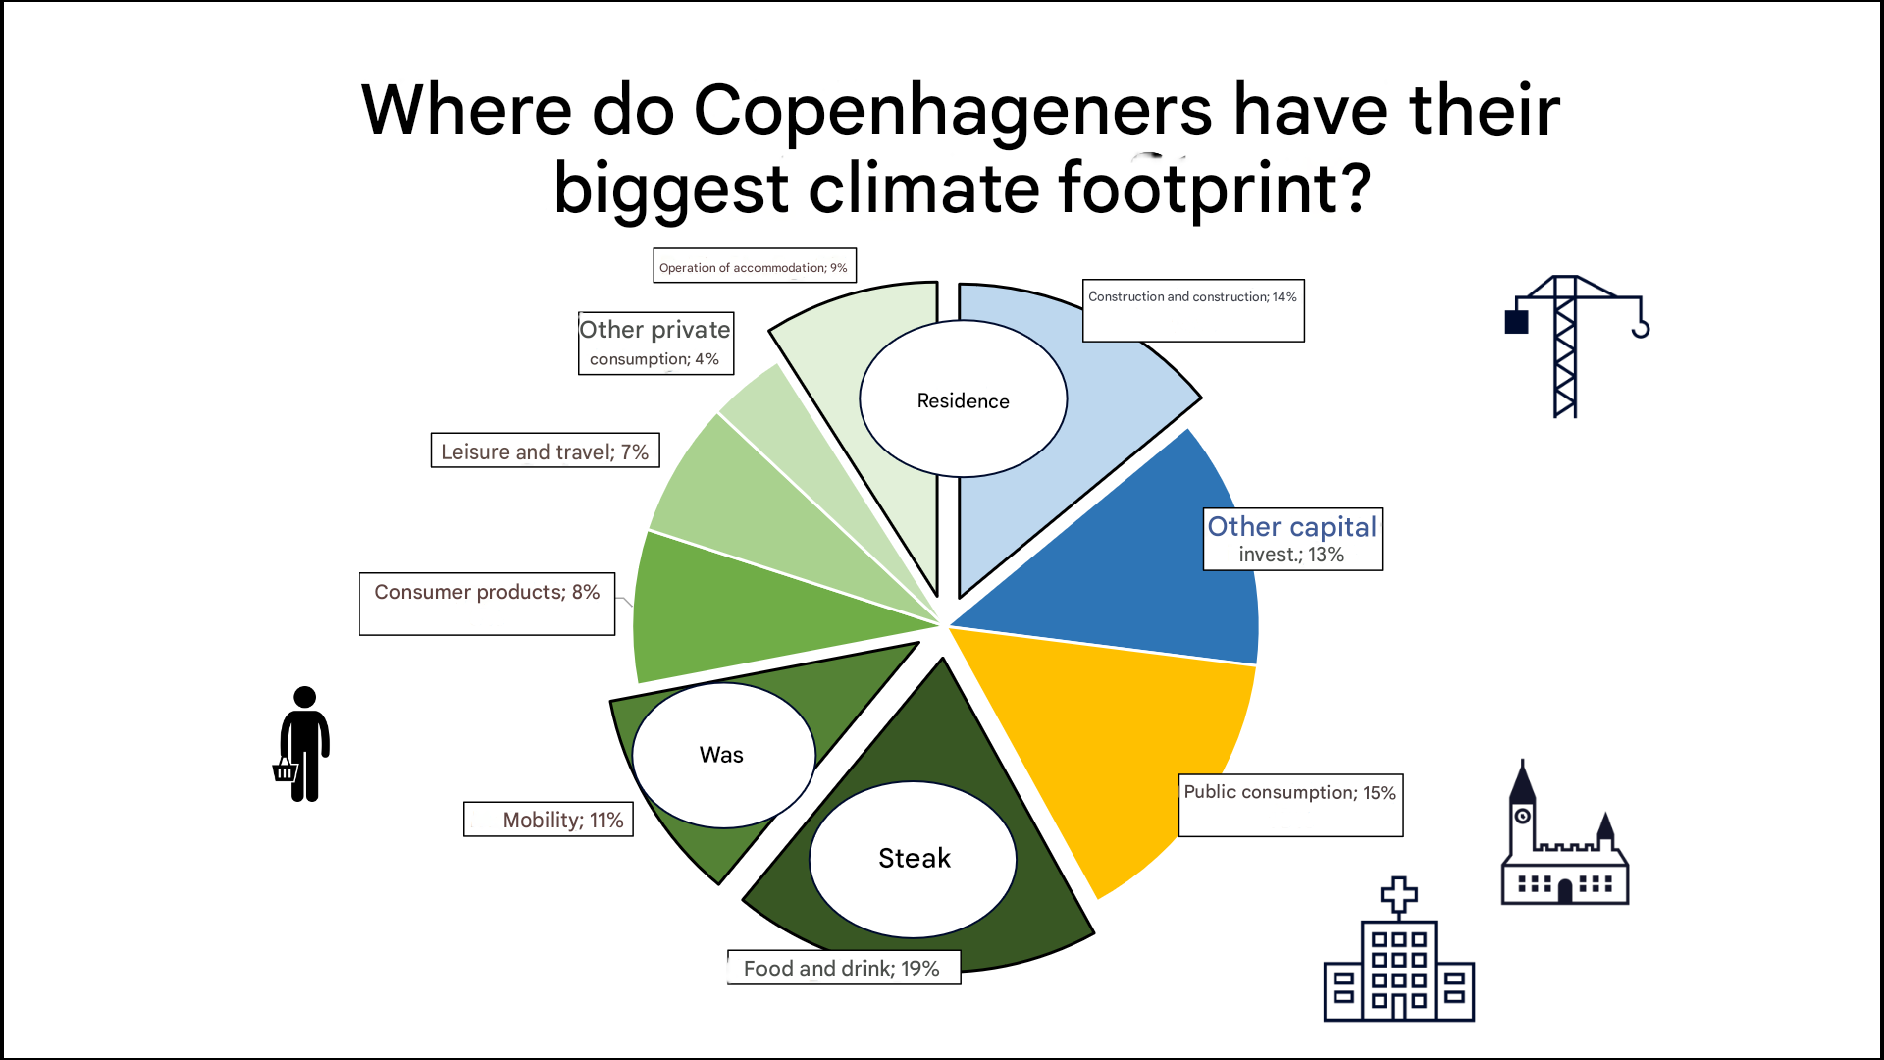 Where do Copenhageners have their
biggest climate footprint?
Operation of accommodation; 9%
Construction and construction; 14%
Other private
consumption; 4%
Residence
Leisure and travel; 7%
Other capital
invest.; 13%
Consumer products; 8%
Was
Mobility; 11%
Public consumption; 15%
Steak
Food and drink; 19%